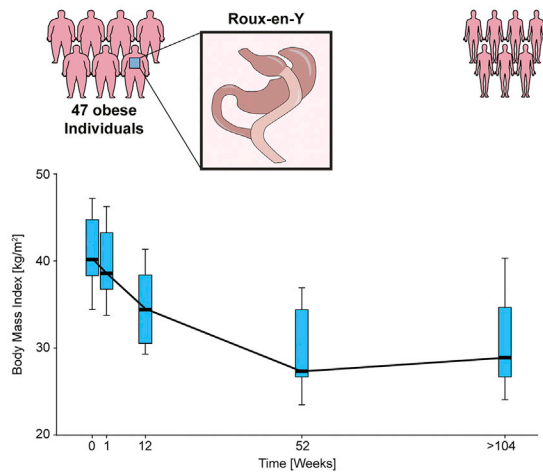 Roux-en-Y
47 obese
Individuals
Body Mass Index [kg/m²]
50
40
30
20
0 1 12 52 >104
Time [Weeks]